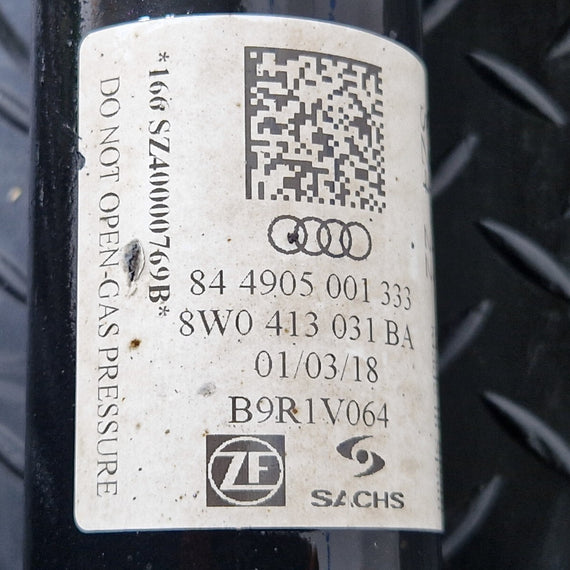 DO NOT OPEN-GAS PRESSURE
*166 SZA0000769B*
84 4905 001 333
8W0 413 031 BA
01/03/18
B9R1V064
ZF
SACHS